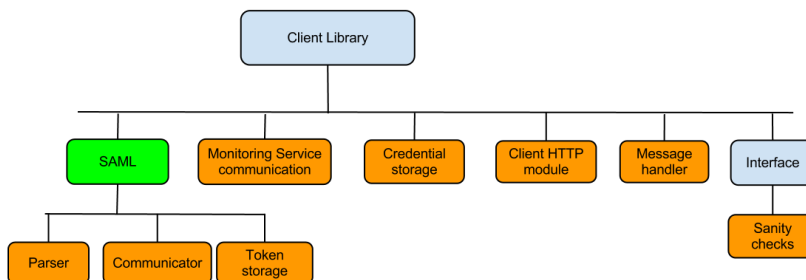 Client Library
SAML
Monitoring Service
communication
Credential
storage
Client HTTP
module
Message
handler
Interface
Parser
Communicator
Token
storage
Sanity
checks